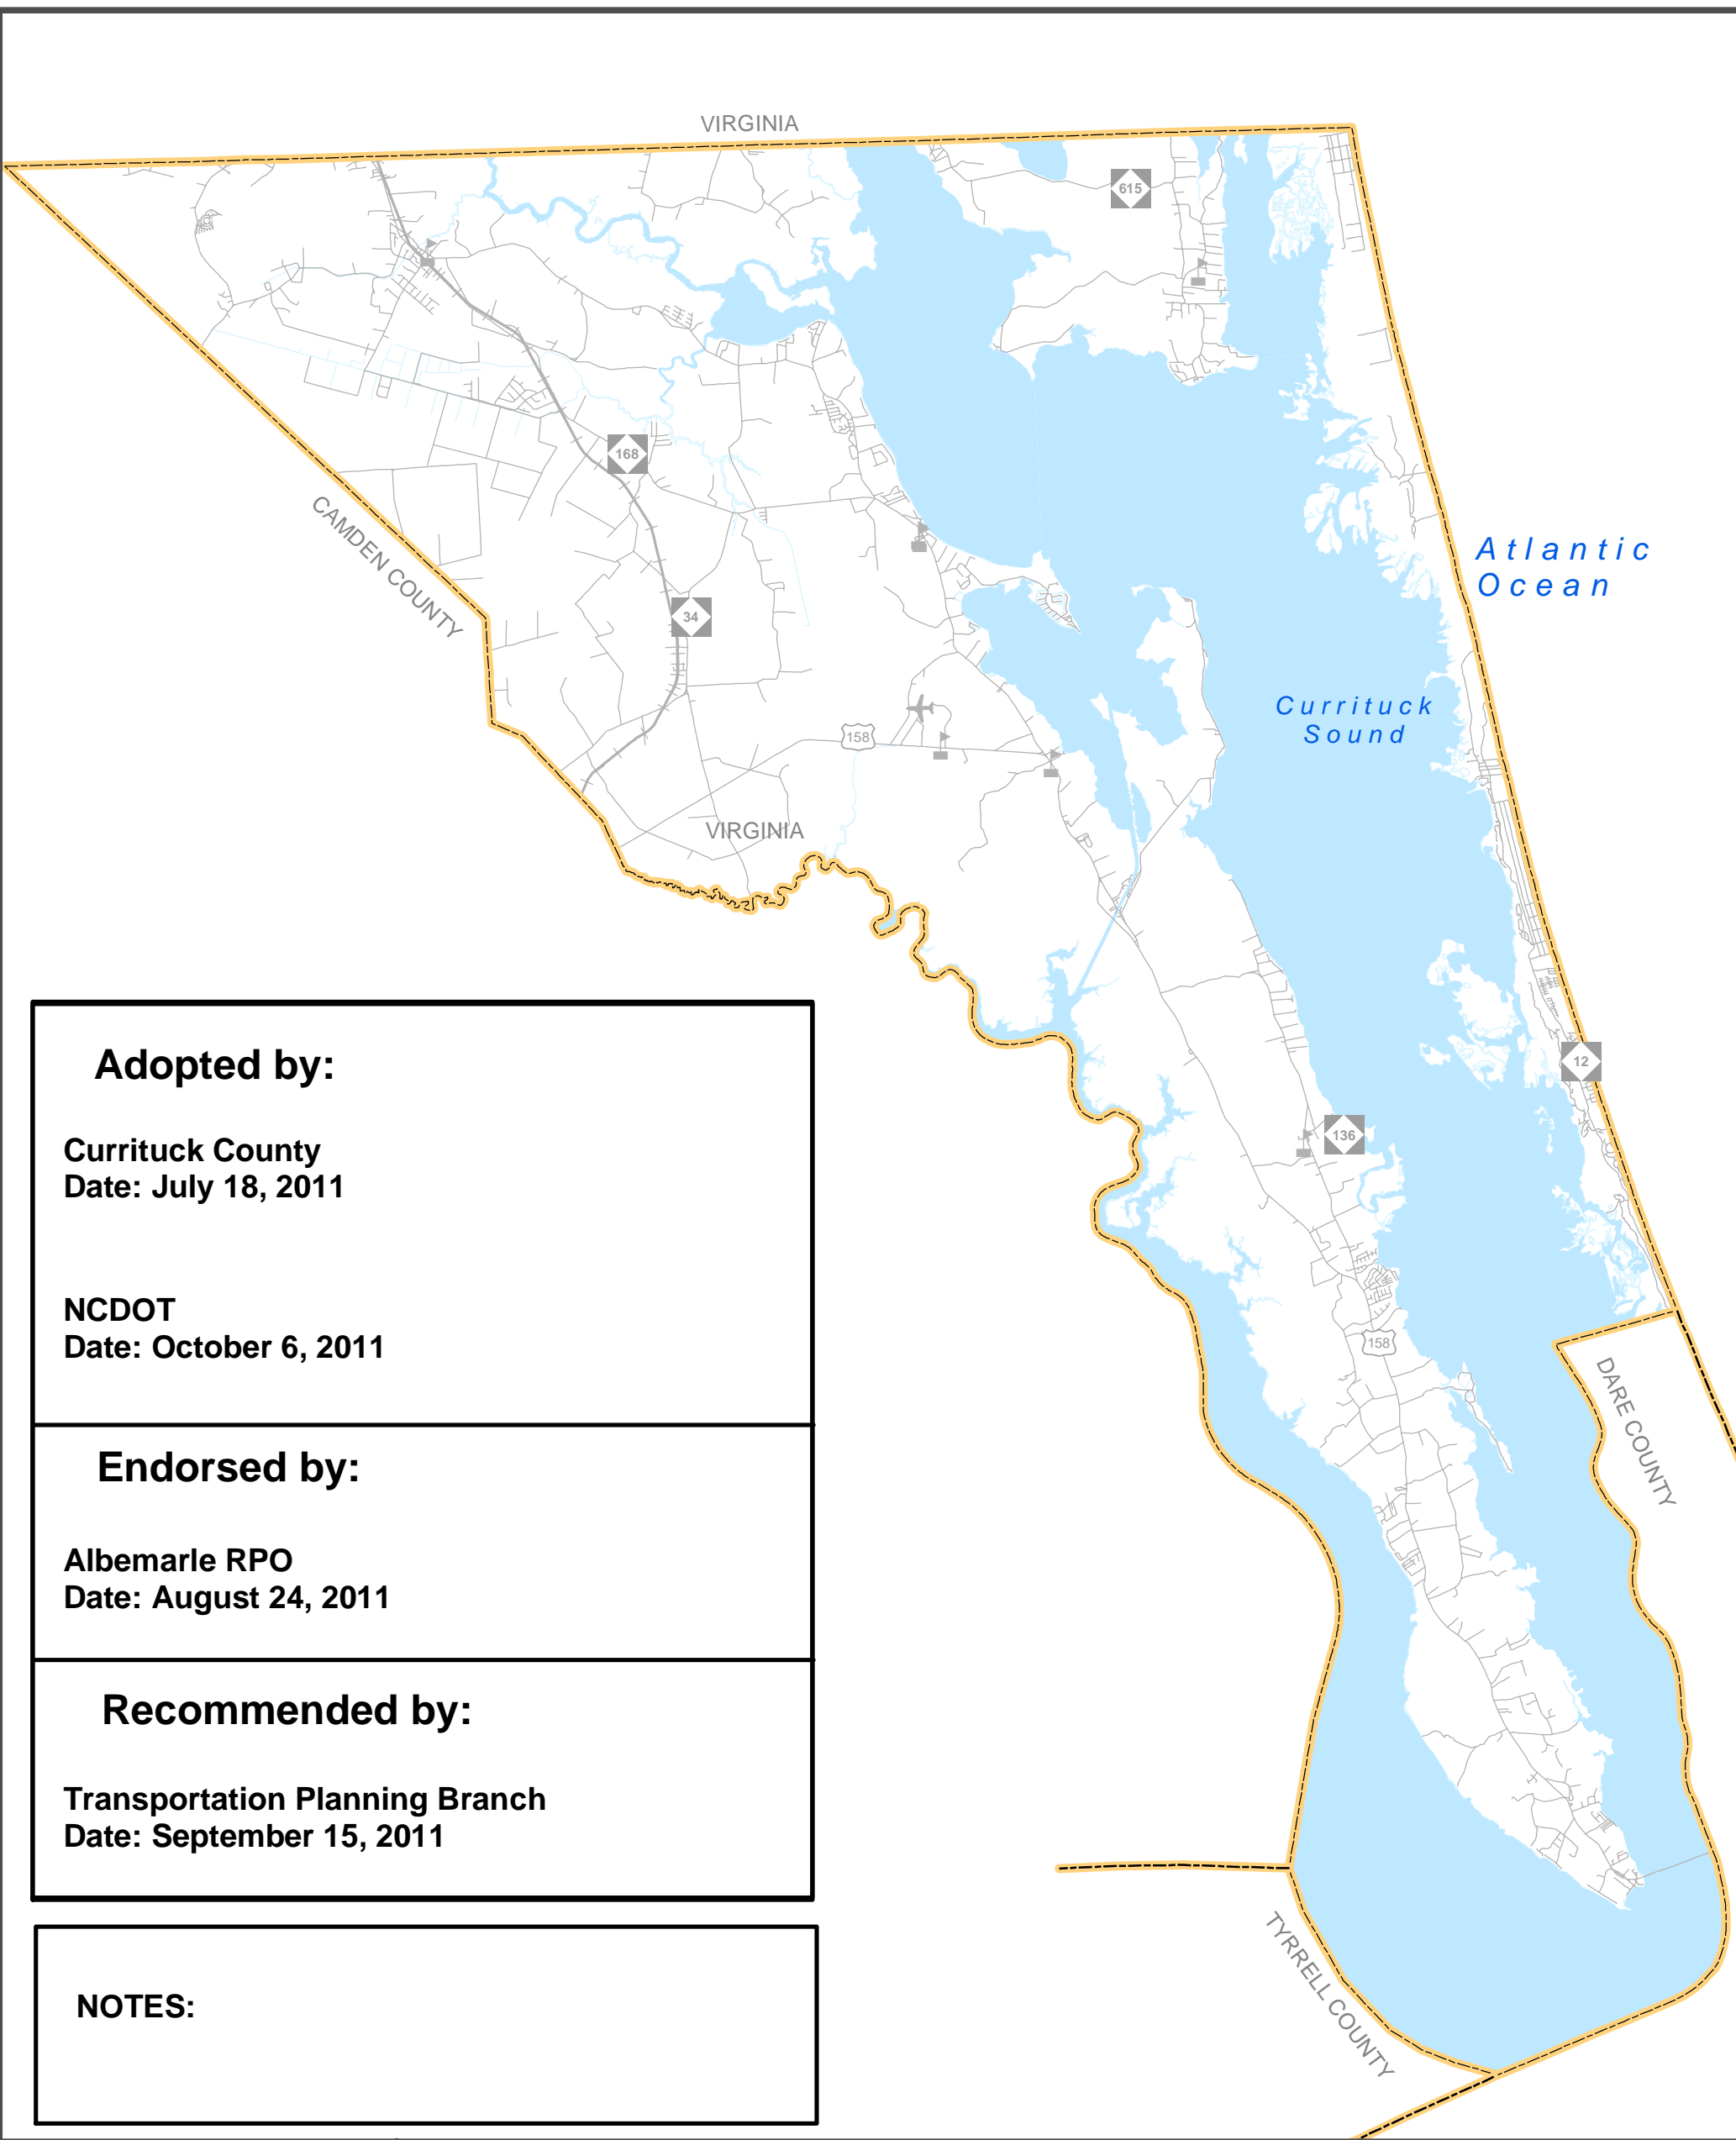 VIRGINIA
615
168
CAMDEN COUNTY
Atlantic
Ocean
34
Currituck
Sound
158
VIRGINIA
12
136
158
DARE COUNTY
TYRRELL COUNTY
Adopted by:
Currituck County
Date: July 18, 2011
NCDOT
Date: October 6, 2011
Endorsed by:
Albemarle RPO
Date: August 24, 2011
Recommended by:
Transportation Planning Branch
Date: September 15, 2011
NOTES: